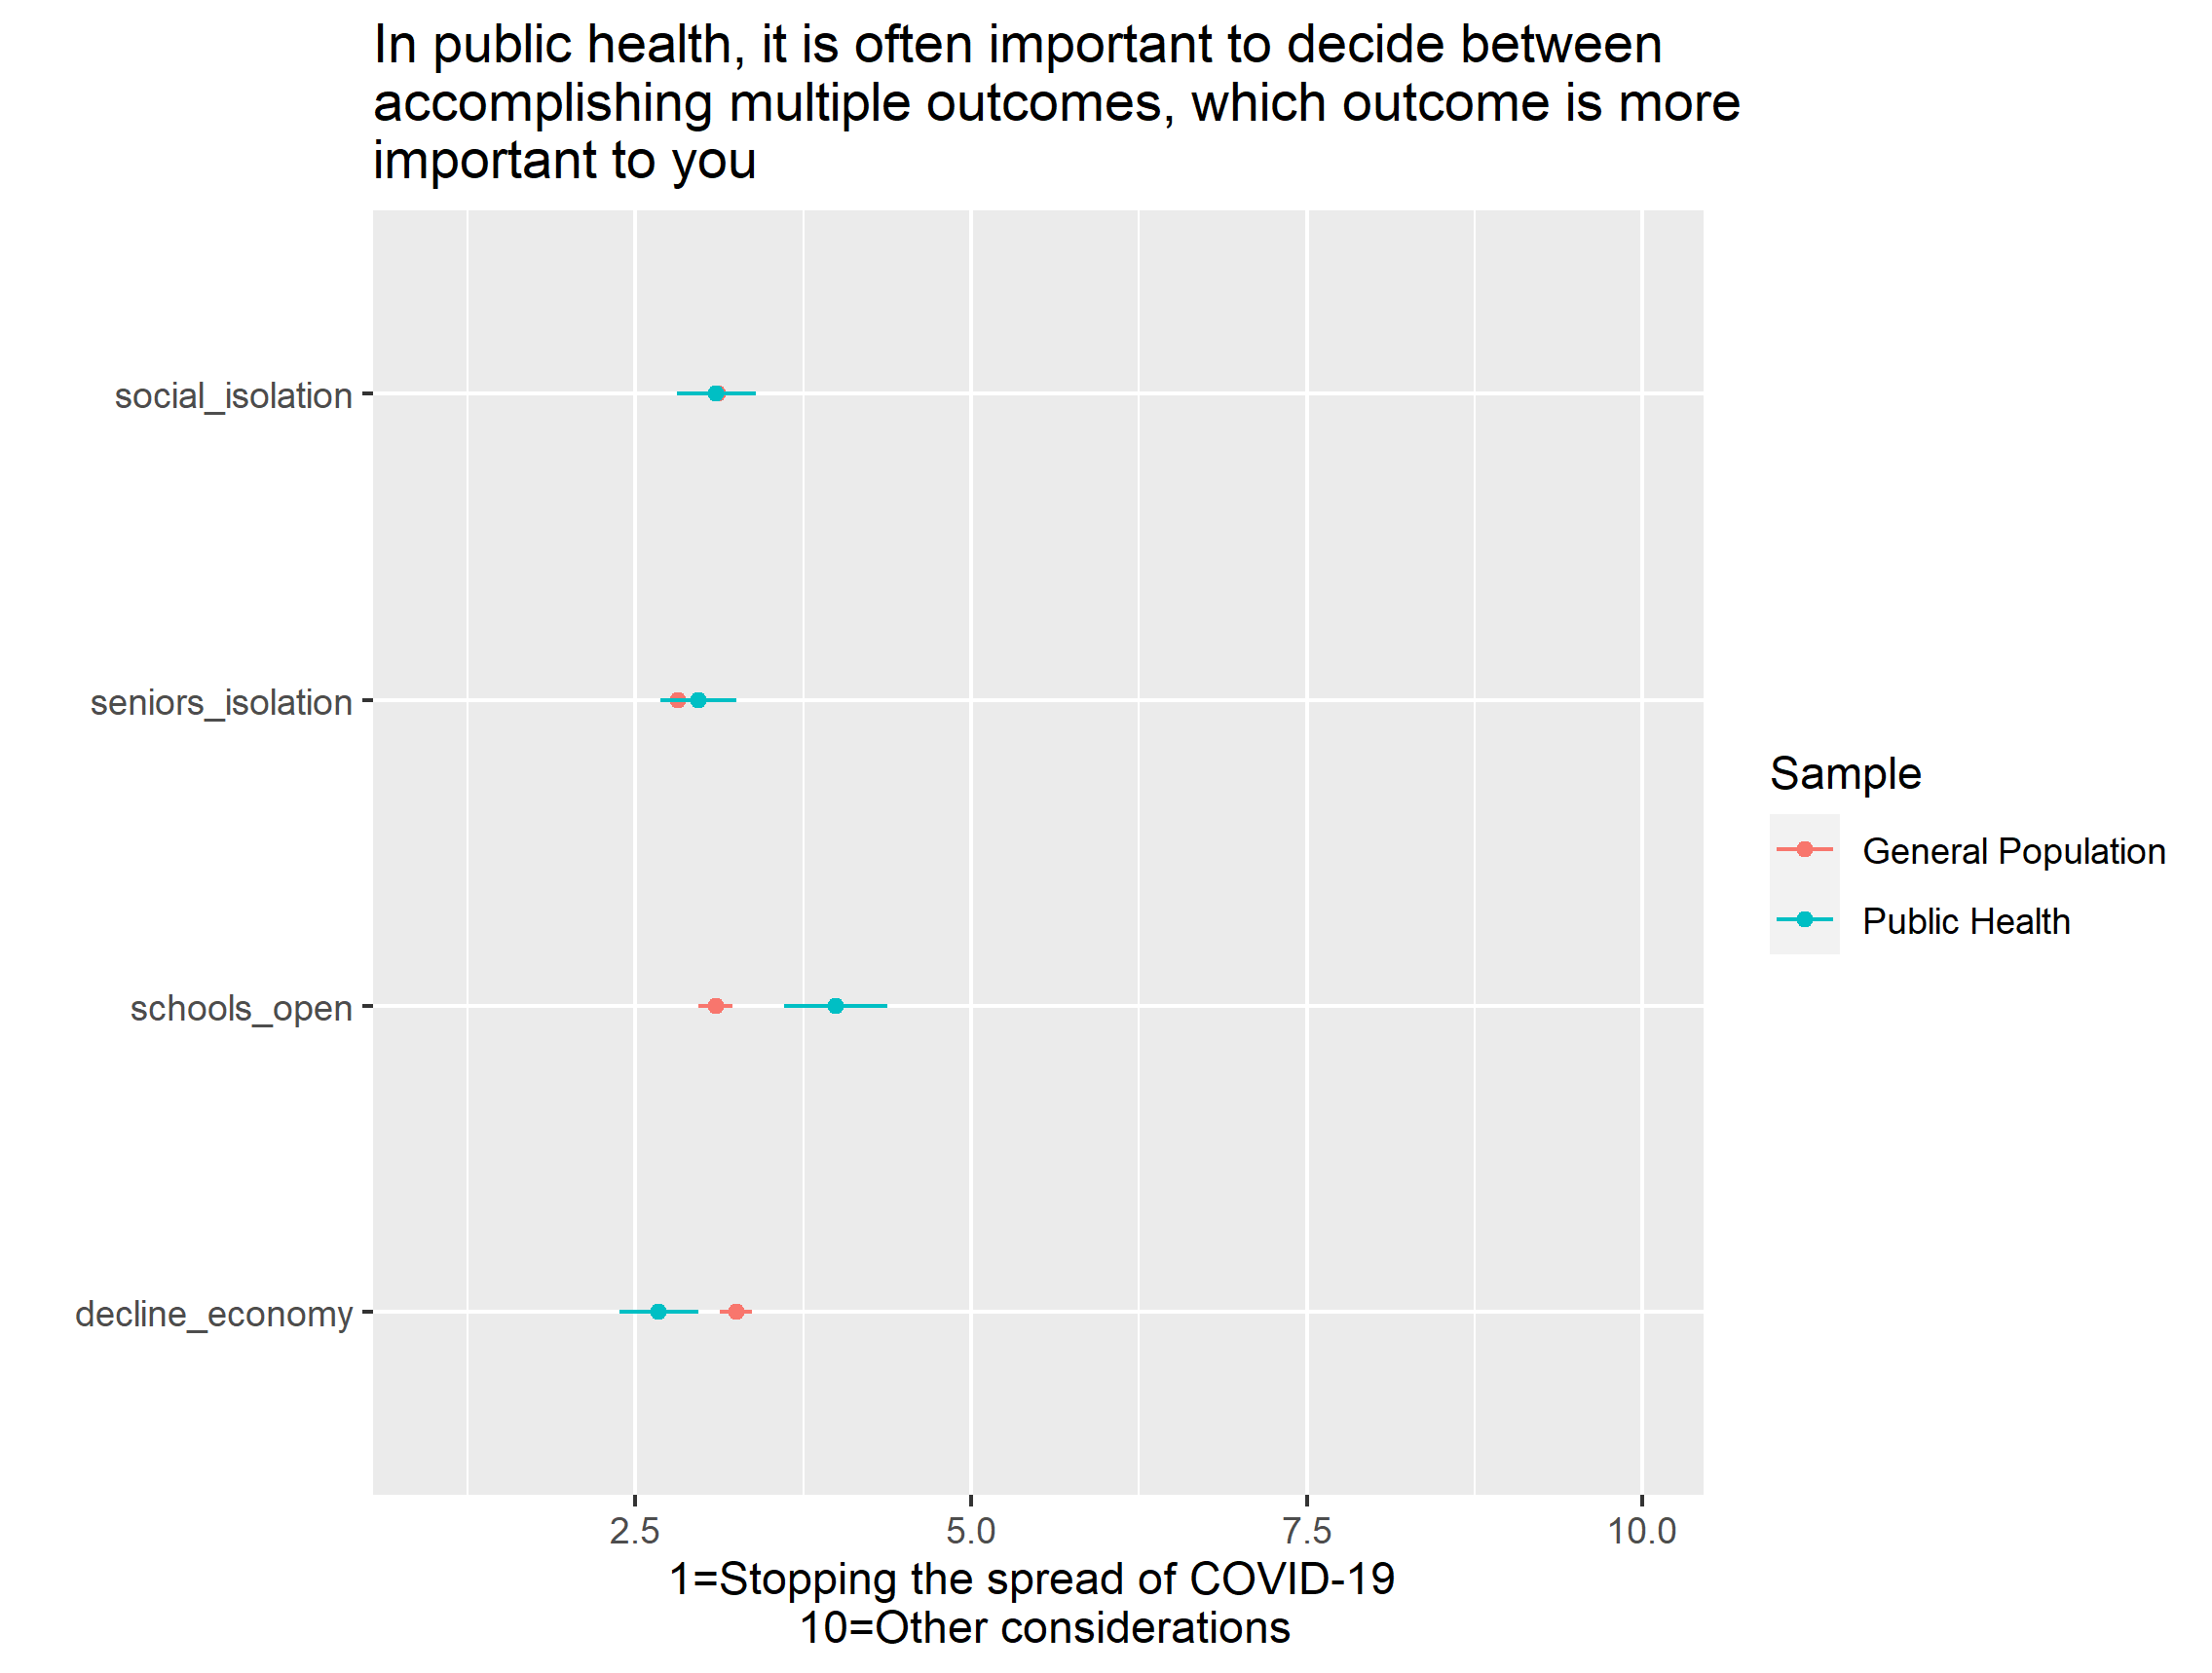 In public health, it is often important to decide between
accomplishing multiple outcomes, which outcome is more
important to you
social_isolation
seniors_isolation
schools_open
decline_economy
2.5
5.0
7.5
10.0
1=Stopping the spread of COVID-19
10=Other considerations
Sample
General Population
Public Health